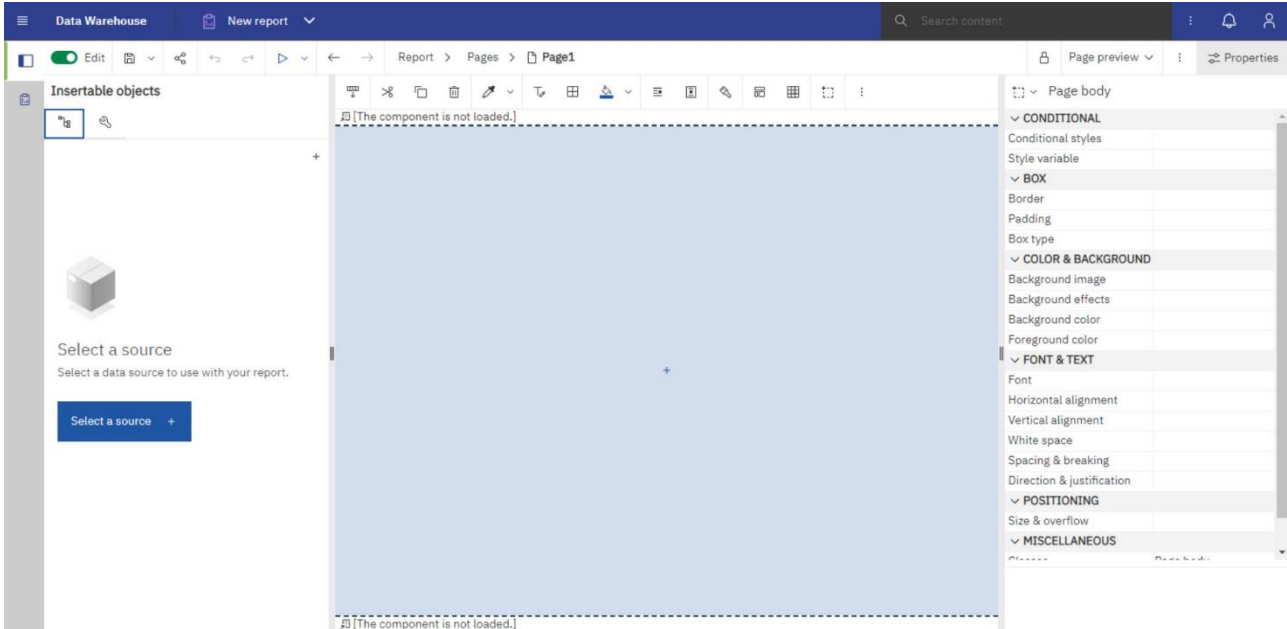 Data Warehouse
New report
Search content
Edit
Report > Pages > Page1
Page preview
Properties
Insertable objects
Page body
[The component is not loaded.]
CONDITIONAL
Conditional styles
Style variable
BOX
Border
Padding
Box type
COLOR & BACKGROUND
Background image
Background effects
Background color
Foreground color
Select a source
Select a data source to use with your report.
Select a source +
FONT & TEXT
Font
Horizontal alignment
Vertical alignment
White space
Spacing & breaking
Direction & justification
POSITIONING
Size & overflow
MISCELLANEOUS
[The component is not loaded.]